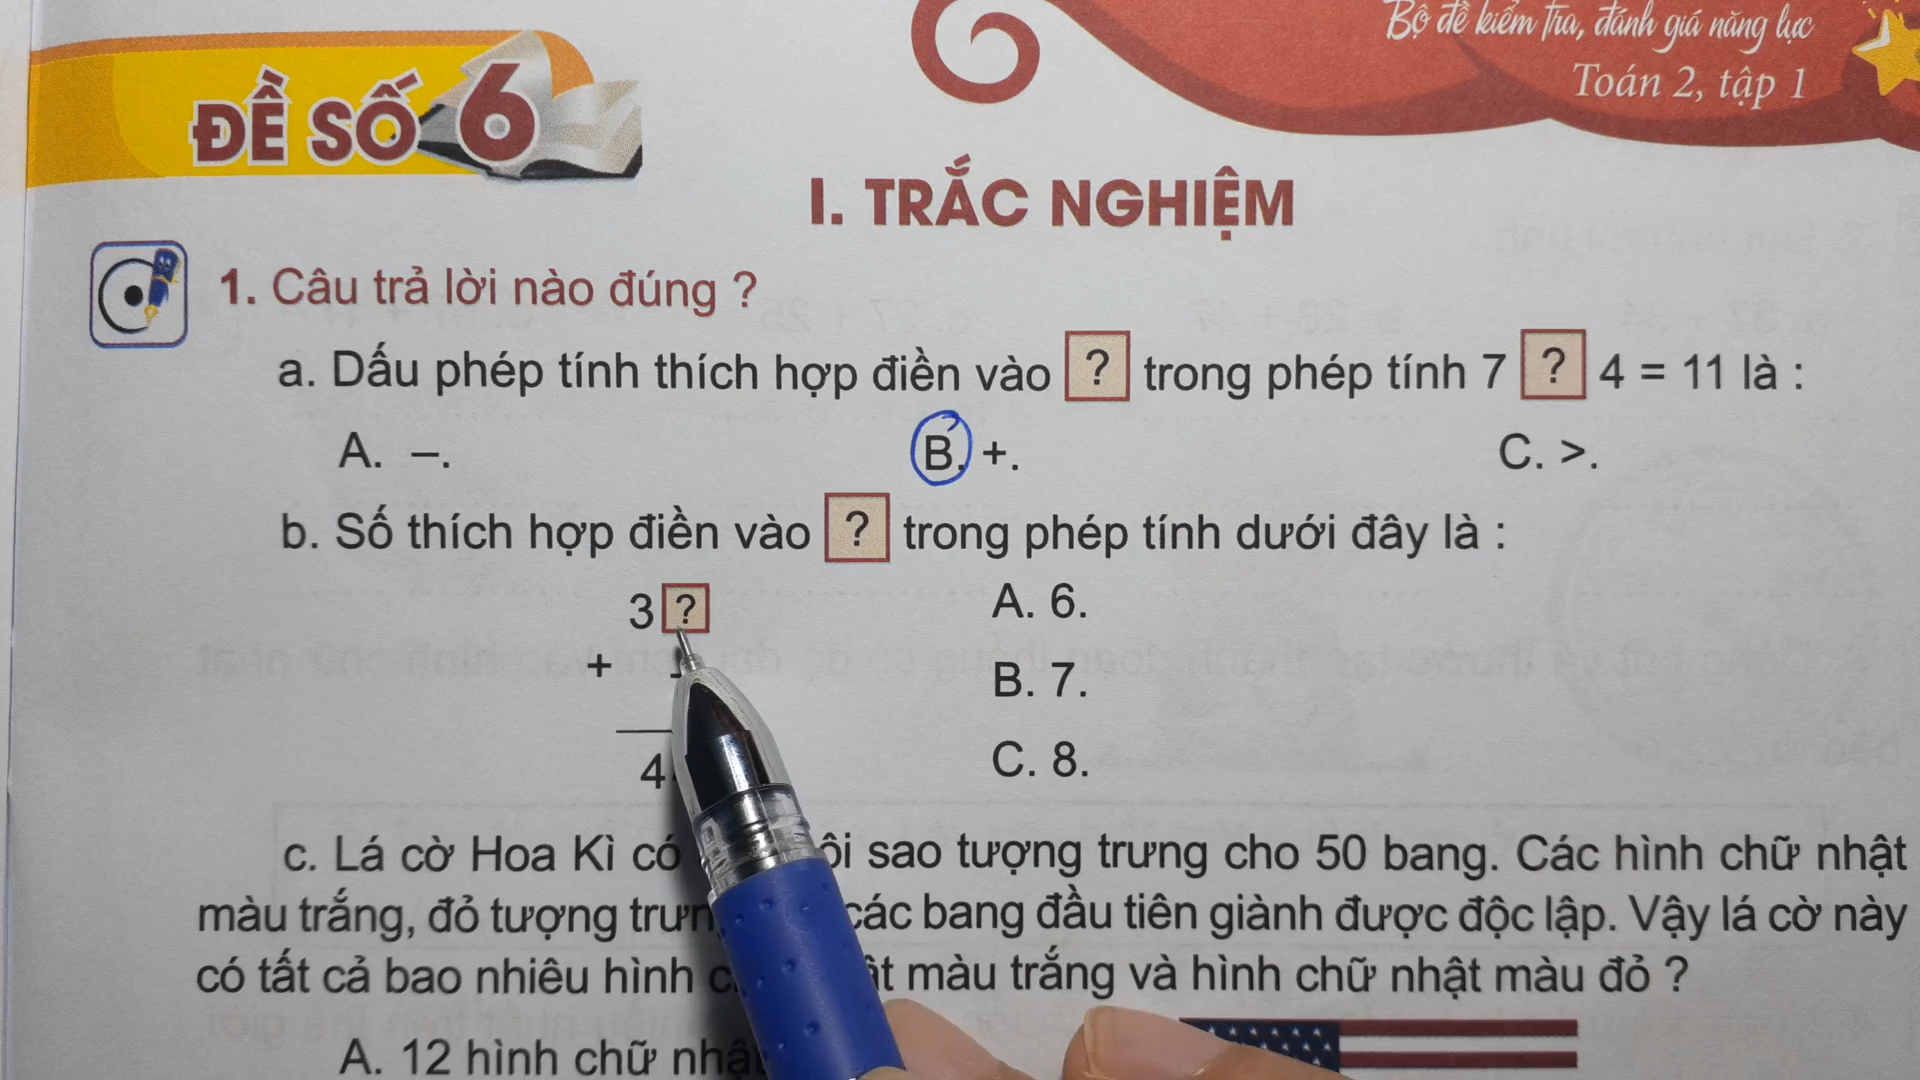 Bộ đề kiểm tra, đánh giá năng lực
Toán 2, tập 1
ĐỀ SỐ 6
I. TRẮC NGHIỆM
1. Câu trả lời nào đúng ?
a. Dấu phép tính thích hợp điền vào ? trong phép tính 7 ? 4 = 11 là :
A. –. B. +. C. >.
b. Số thích hợp điền vào ? trong phép tính dưới đây là :
3 ? A. 6.
+ B. 7.
4 C. 8.
c. Lá cờ Hoa Kì có sao tượng trưng cho 50 bang. Các hình chữ nhật
màu trắng, đỏ tượng các bang đầu tiên giành được độc lập. Vậy lá cờ này
có tất cả bao nhiêu hình màu trắng và hình chữ nhật màu đỏ ?
A. 12 hình chữ nhật